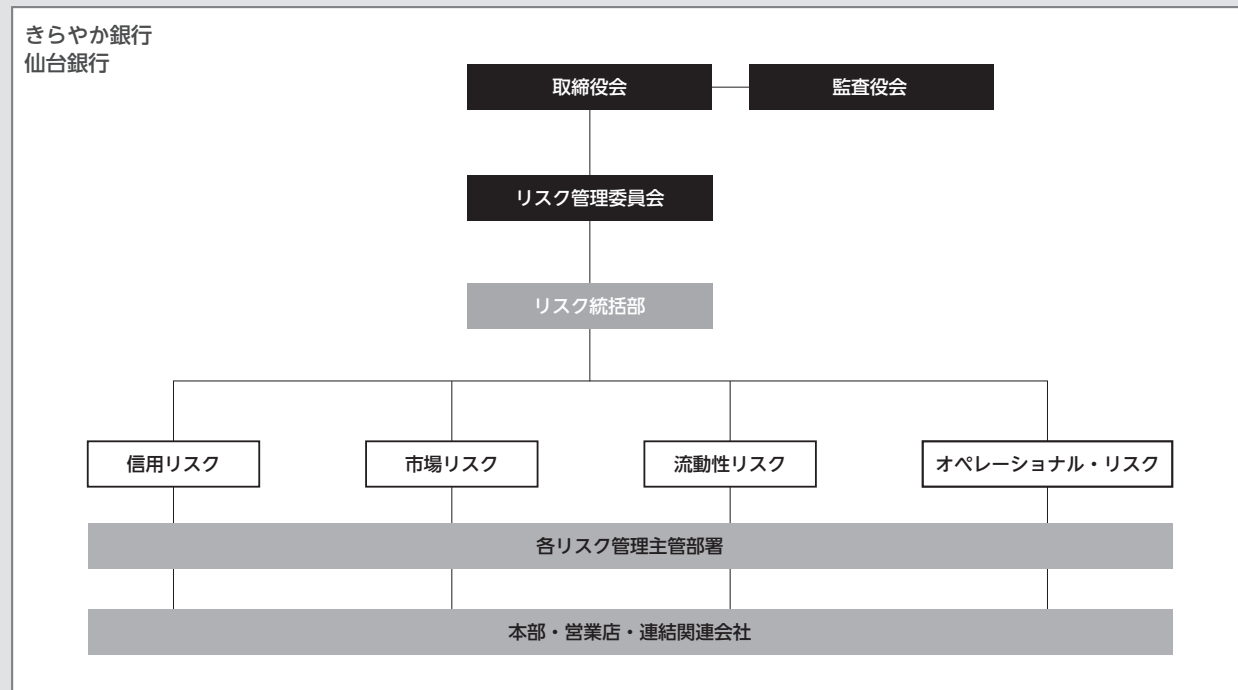 きらやか銀行
仙台銀行
取締役会
監査役会
リスク管理委員会
リスク統括部
信用リスク
市場リスク
流動性リスク
オペレーショナル・リスク
各リスク管理主管部署
本部・営業店・連結関連会社